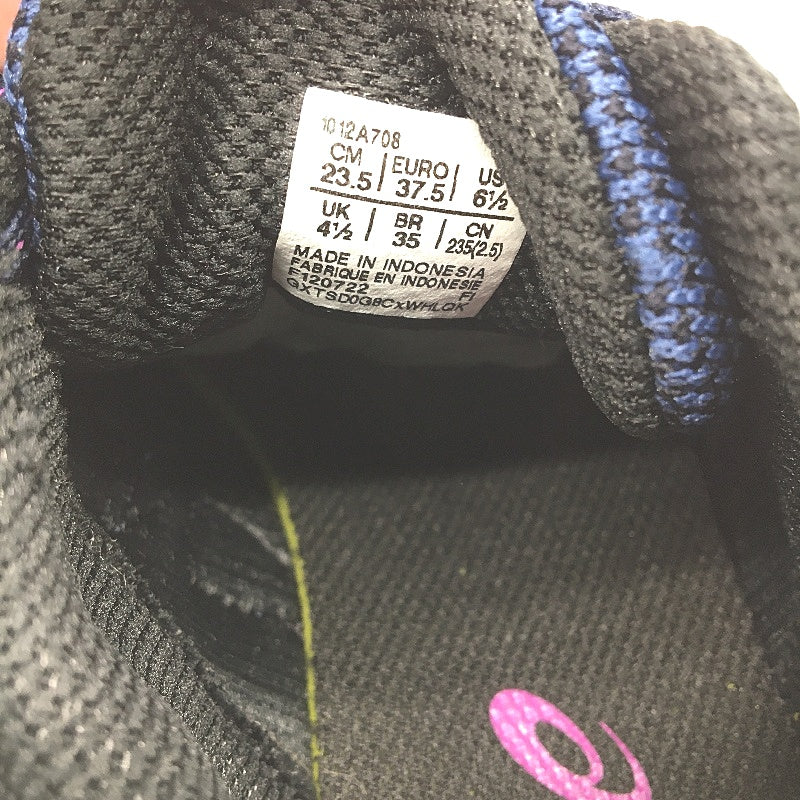 1012A708
CM EURO US
23.5 37.5 6½
UK BR CN
4½ 35 235(2.5)
MADE IN INDONESIA
FABRIQUE EN INDONESIE
FI